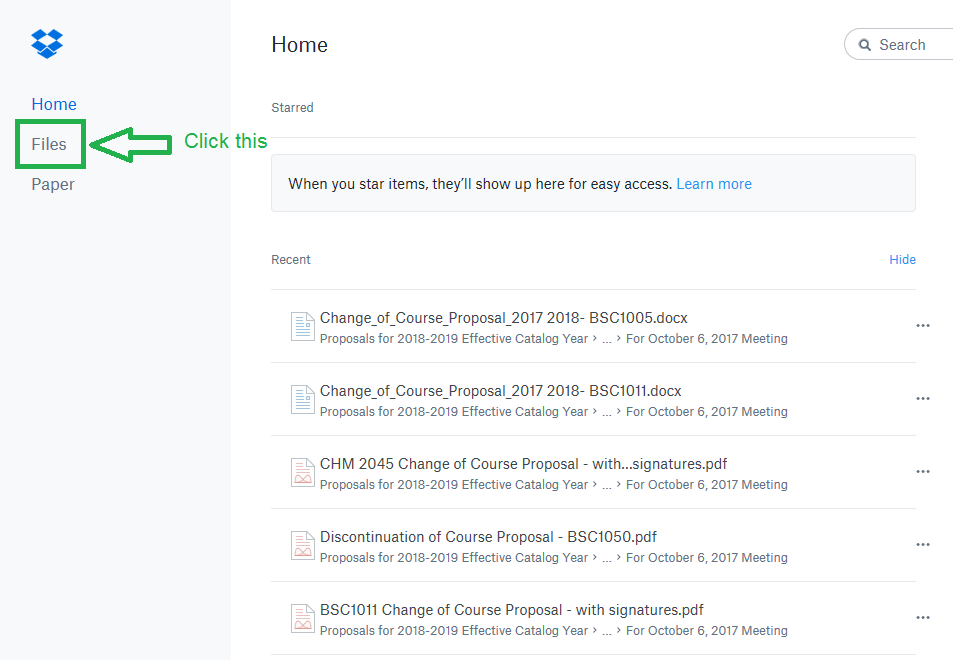 Home
Search
Starred
Home
Files
Click this
Paper
When you star items, they’ll show up here for easy access. Learn more
Recent
Hide
Change_of_Course_Proposal_2017 2018- BSC1005.docx
Proposals for 2018-2019 Effective Catalog Year › ... › For October 6, 2017 Meeting
Change_of_Course_Proposal_2017 2018- BSC1011.docx
Proposals for 2018-2019 Effective Catalog Year › ... › For October 6, 2017 Meeting
CHM 2045 Change of Course Proposal - with...signatures.pdf
Proposals for 2018-2019 Effective Catalog Year › ... › For October 6, 2017 Meeting
Discontinuation of Course Proposal - BSC1050.pdf
Proposals for 2018-2019 Effective Catalog Year › ... › For October 6, 2017 Meeting
BSC1011 Change of Course Proposal - with signatures.pdf
Proposals for 2018-2019 Effective Catalog Year › ... › For October 6, 2017 Meeting